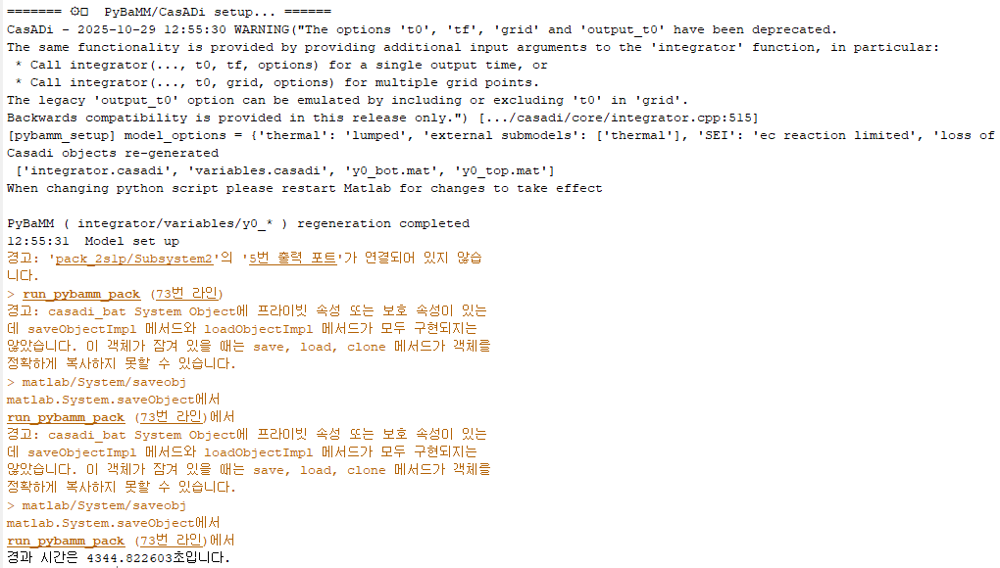 ======= ⚙□  PyBaMM/CasADi setup... ======
CasADi - 2025-10-29 12:55:30 WARNING("The options 't0', 'tf', 'grid' and 'output_t0' have been deprecated.
The same functionality is provided by providing additional input arguments to the 'integrator' function, in particular:
 * Call integrator(..., t0, tf, options) for a single output time, or
 * Call integrator(..., t0, grid, options) for multiple grid points.
The legacy 'output_t0' option can be emulated by including or excluding 't0' in 'grid'.
Backwards compatibility is provided in this release only.") [.../casadi/core/integrator.cpp:515]
[pybamm_setup] model_options = {'thermal': 'lumped', 'external submodels': ['thermal'], 'SEI': 'ec reaction limited', 'loss of
Casadi objects re-generated
 ['integrator.casadi', 'variables.casadi', 'y0_bot.mat', 'y0_top.mat']
When changing python script please restart Matlab for changes to take effect
PyBaMM ( integrator/variables/y0_* ) regeneration completed
12:55:31  Model set up
경고: 'pack_2s1p/Subsystem2'의 '5번 출력 포트'가 연결되어 있지 않습
니다.
> run_pybamm_pack (73번 라인)
경고: casadi_bat System Object에 프라이빗 속성 또는 보호 속성이 있는
데 saveObjectImpl 메서드와 loadObjectImpl 메서드가 모두 구현되지는
않았습니다. 이 객체가 잠겨 있을 때는 save, load, clone 메서드가 객체를
정확하게 복사하지 못할 수 있습니다.
> matlab/System/saveobj
matlab.System.saveObject에서
run_pybamm_pack (73번 라인)에서
경고: casadi_bat System Object에 프라이빗 속성 또는 보호 속성이 있는
데 saveObjectImpl 메서드와 loadObjectImpl 메서드가 모두 구현되지는
않았습니다. 이 객체가 잠겨 있을 때는 save, load, clone 메서드가 객체를
정확하게 복사하지 못할 수 있습니다.
> matlab/System/saveobj
matlab.System.saveObject에서
run_pybamm_pack (73번 라인)에서
경과 시간은 4344.822603초입니다.